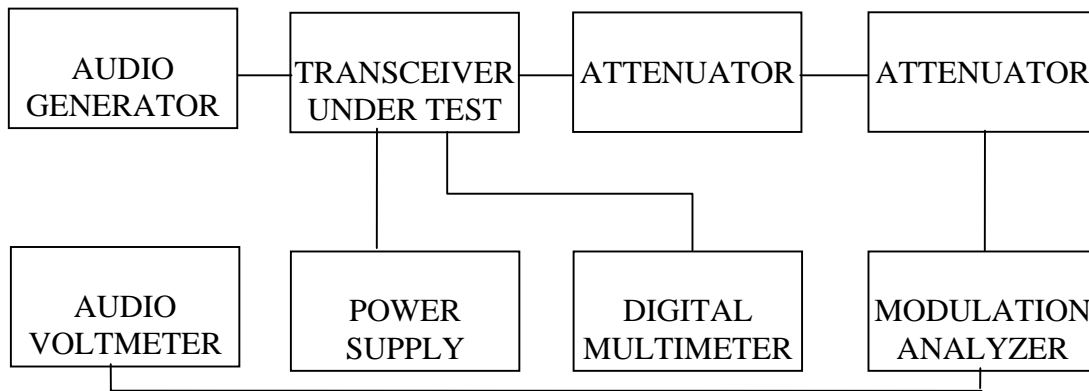 AUDIO
GENERATOR
TRANSCEIVER
UNDER TEST
ATTENUATOR
ATTENUATOR
AUDIO
VOLTMETER
POWER
SUPPLY
DIGITAL
MULTIMETER
MODULATION
ANALYZER